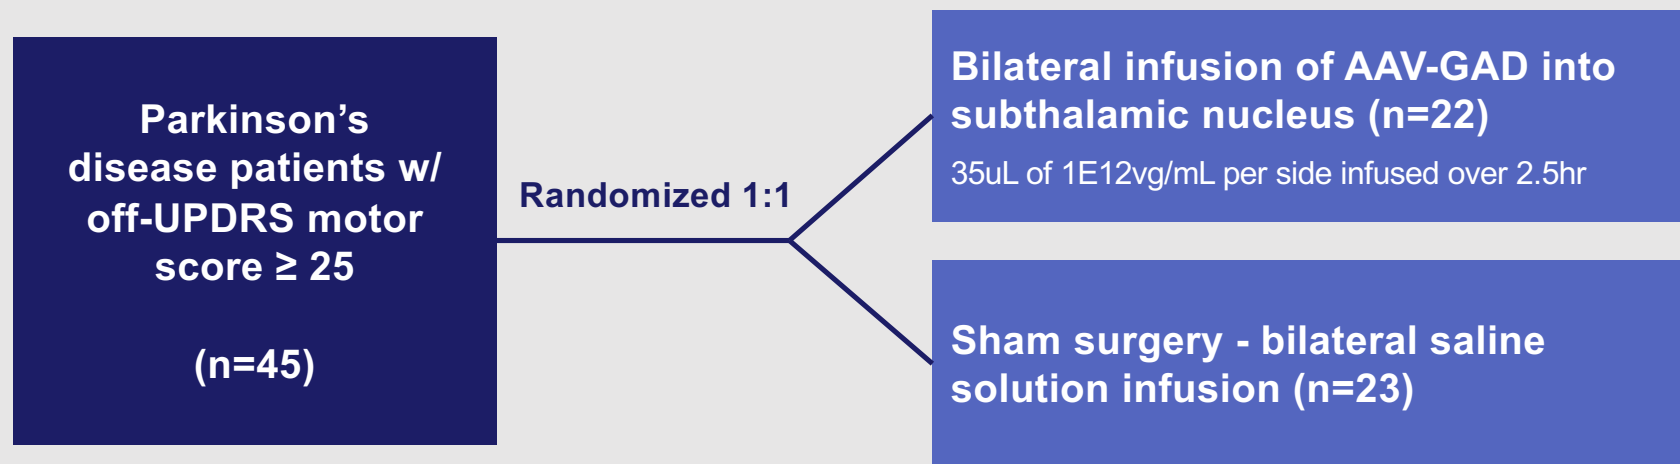 Parkinson’s
disease patients w/
off-UPDRS motor
score ≥ 25
(n=45)
Randomized 1:1
Bilateral infusion of AAV-GAD into
subthalamic nucleus (n=22)
35uL of 1E12vg/mL per side infused over 2.5hr
Sham surgery - bilateral saline
solution infusion (n=23)